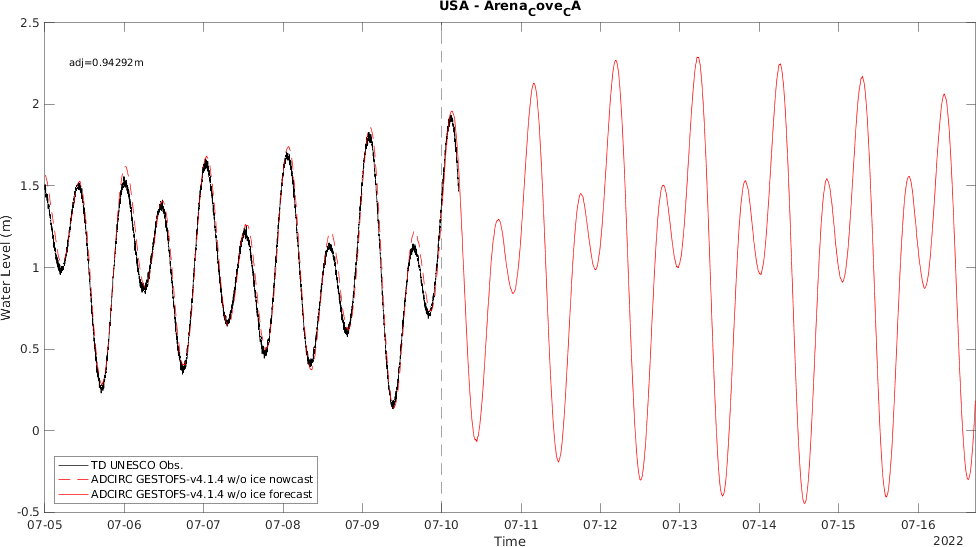 USA - ArenaCoveCA
adj=0.94292m
2.5
2
1.5
1
0.5
0
-0.5
Water Level (m)
TD UNESCO Obs.
ADCIRC GESTOFS-v4.1.4 w/o ice nowcast
ADCIRC GESTOFS-v4.1.4 w/o ice forecast
07-05 07-06 07-07 07-08 07-09 07-10 07-11 07-12 07-13 07-14 07-15 07-16
Time
2022